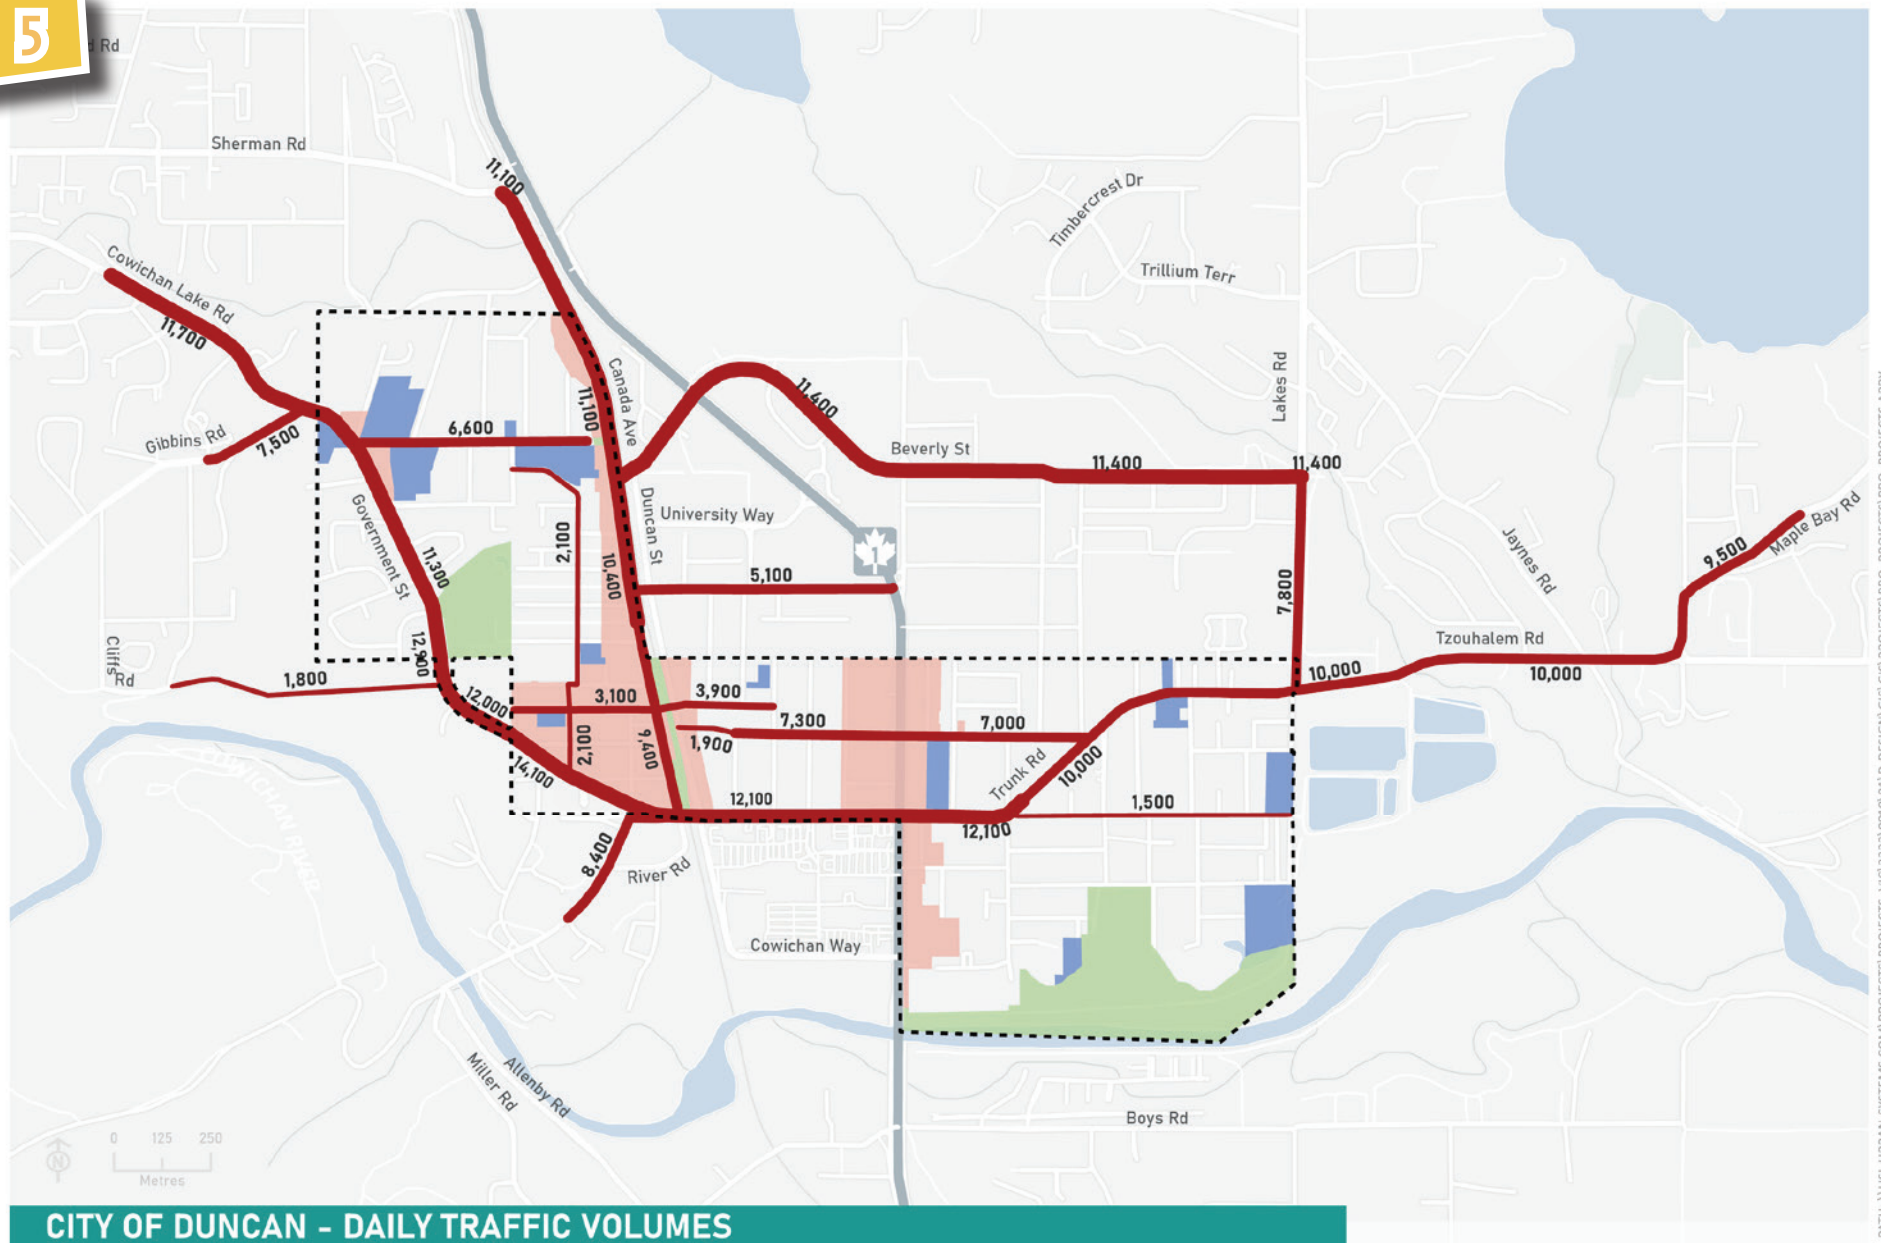 5
d Rd
Sherman Rd
11,100
Timbercrest Dr
Trillium Terr
Cowichan Lake Rd
11,700
Canada Ave
11,100
11,400
Lakes Rd
Gibbins Rd
7,500
6,600
Beverly St
11,400
11,400
Government St
Duncan St
University Way
1
2,100
10,400
11,300
5,100
7,800
Jaynes Rd
9,500
Maple Bay Rd
Cliffs Rd
12,900
1,800
12,000
3,100
3,900
10,000
Tzouhalem Rd
10,000
7,300
7,000
1,900
2,100
9,400
14,100
Trunk Rd
10,000
12,100
1,500
12,100
COWICHAN RIVER
8,400
River Rd
Cowichan Way
Miller Rd
Allenby Rd
Boys Rd
0 125 250
N
Metres
CITY OF DUNCAN - DAILY TRAFFIC VOLUMES